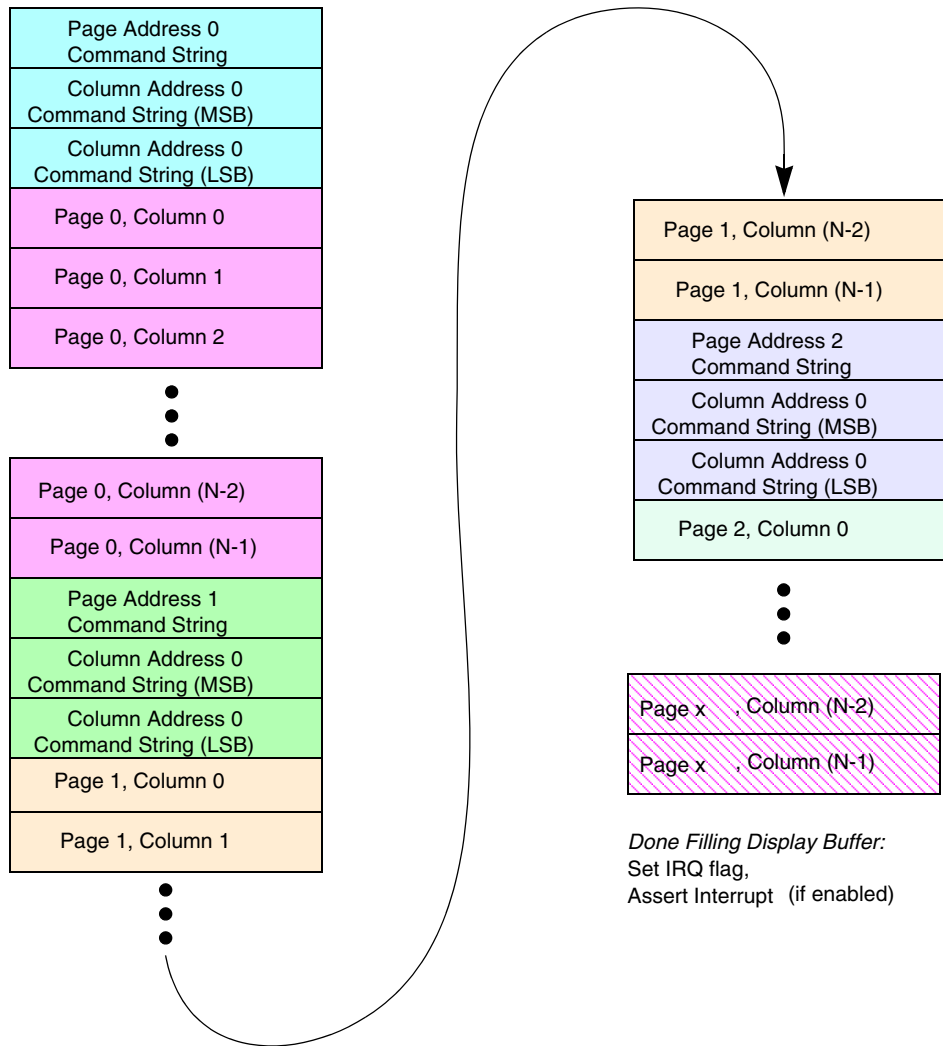 Page Address 0
Command String
Column Address 0
Command String (MSB)
Column Address 0
Command String (LSB)
Page 0, Column 0
Page 0, Column 1
Page 0, Column 2
Page 0, Column (N-2)
Page 0, Column (N-1)
Page Address 1
Command String
Column Address 0
Command String (MSB)
Column Address 0
Command String (LSB)
Page 1, Column 0
Page 1, Column 1
Page 1, Column (N-2)
Page 1, Column (N-1)
Page Address 2
Command String
Column Address 0
Command String (MSB)
Column Address 0
Command String (LSB)
Page 2, Column 0
Page x , Column (N-2)
Page x , Column (N-1)
Done Filling Display Buffer:
Set IRQ flag,
Assert Interrupt (if enabled)